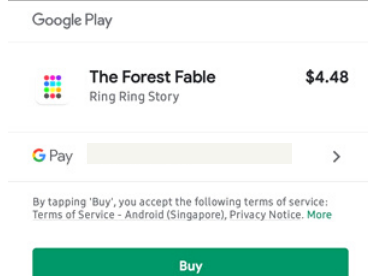 Google Play
The Forest Fable $4.48
Ring Ring Story
G Pay
By tapping 'Buy', you accept the following terms of service:
Terms of Service - Android (Singapore), Privacy Notice. More
Buy